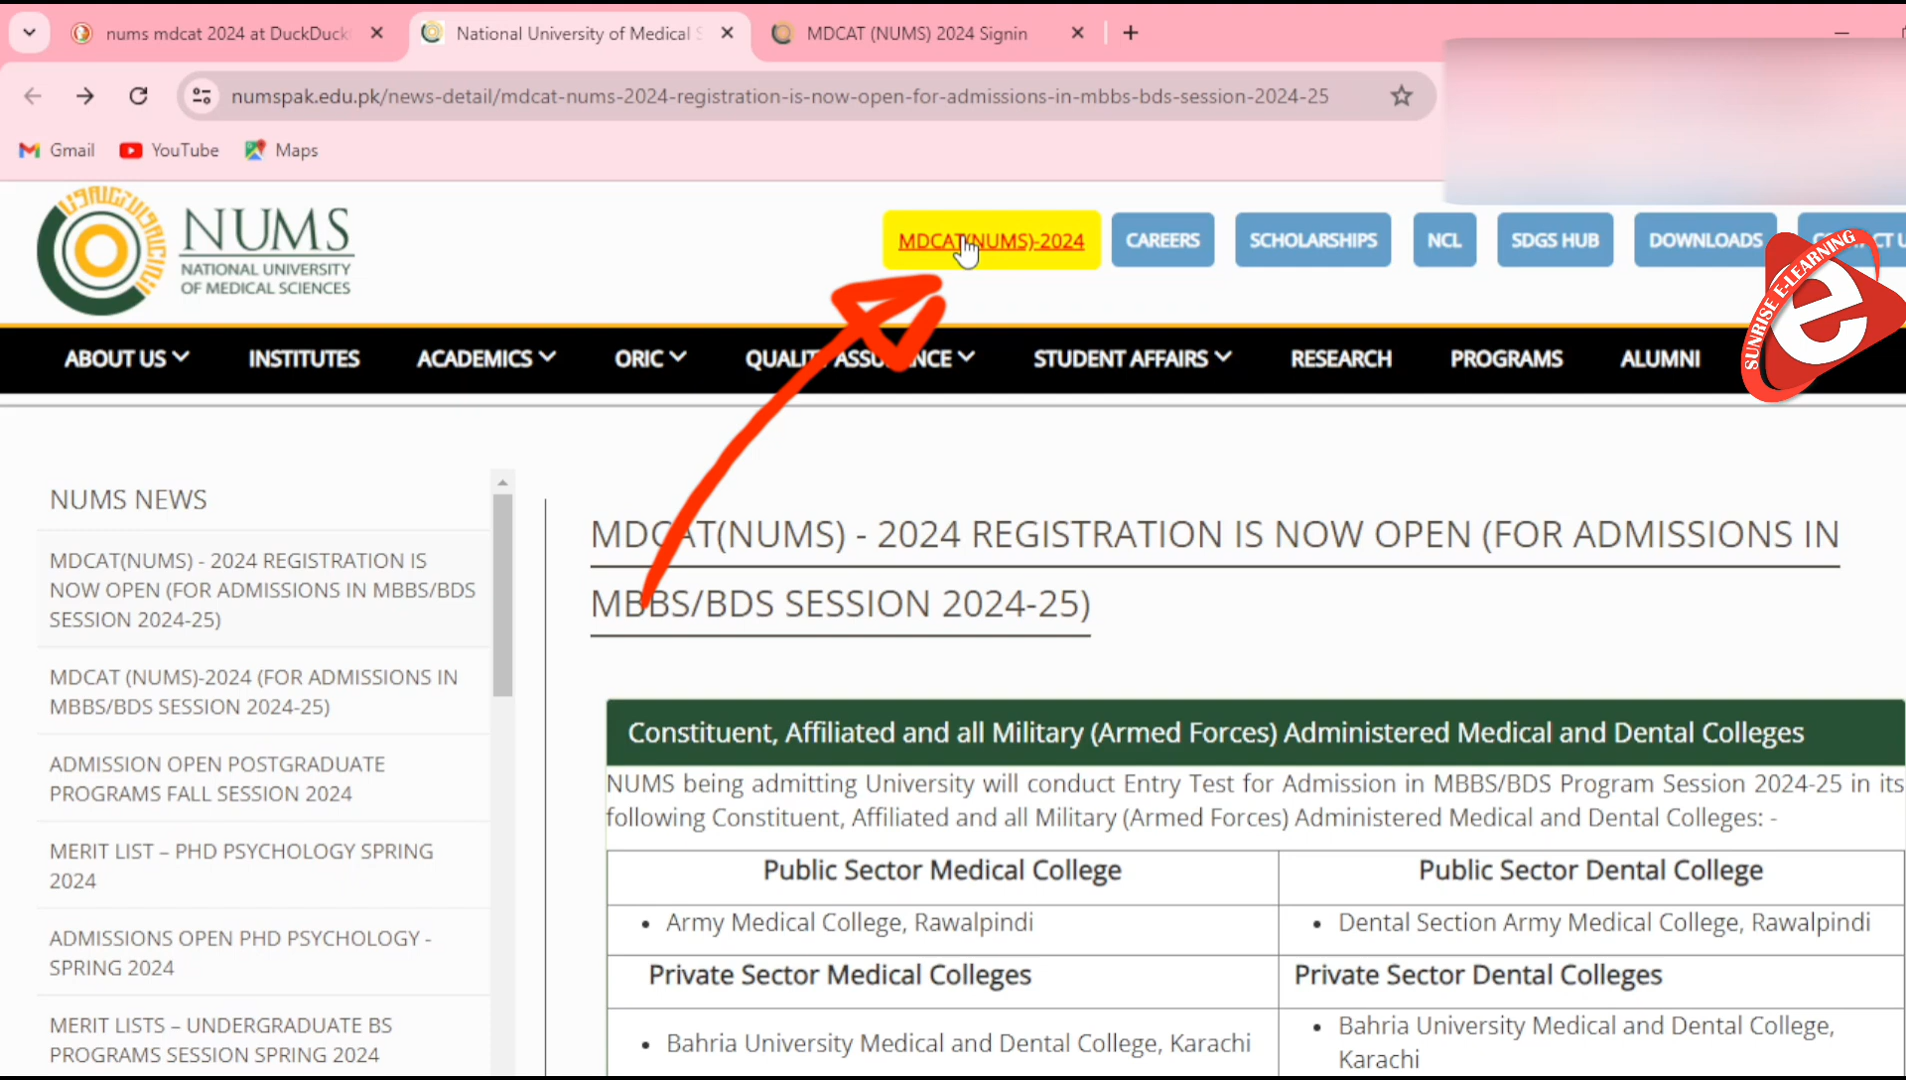 nums mdcat 2024 at DuckDuck
National University of Medical S
MDCAT (NUMS) 2024 Signin
numspak.edu.pk/news-detail/mdcat-nums-2024-registration-is-now-open-for-admissions-in-mbbs-bds-session-2024-25
Gmail
YouTube
Maps
NUMS
NATIONAL UNIVERSITY
OF MEDICAL SCIENCES
MDCAT(NUMS)-2024
CAREERS
SCHOLARSHIPS
NCL
SDGS HUB
DOWNLOADS
SUNRISE E-LEARNING
e
ABOUT US
INSTITUTES
ACADEMICS
ORIC
QUALITY ASSURANCE
STUDENT AFFAIRS
RESEARCH
PROGRAMS
ALUMNI
NUMS NEWS
MDCAT(NUMS) - 2024 REGISTRATION IS
NOW OPEN (FOR ADMISSIONS IN MBBS/BDS
SESSION 2024-25)
MDCAT (NUMS)-2024 (FOR ADMISSIONS IN
MBBS/BDS SESSION 2024-25)
ADMISSION OPEN POSTGRADUATE
PROGRAMS FALL SESSION 2024
MERIT LIST – PHD PSYCHOLOGY SPRING
2024
ADMISSIONS OPEN PHD PSYCHOLOGY -
SPRING 2024
MERIT LISTS – UNDERGRADUATE BS
PROGRAMS SESSION SPRING 2024
MDCAT(NUMS) - 2024 REGISTRATION IS NOW OPEN (FOR ADMISSIONS IN
MBBS/BDS SESSION 2024-25)
Constituent, Affiliated and all Military (Armed Forces) Administered Medical and Dental Colleges
NUMS being admitting University will conduct Entry Test for Admission in MBBS/BDS Program Session 2024-25 in its
following Constituent, Affiliated and all Military (Armed Forces) Administered Medical and Dental Colleges: -
Public Sector Medical College
Public Sector Dental College
• Army Medical College, Rawalpindi
• Dental Section Army Medical College, Rawalpindi
Private Sector Medical Colleges
Private Sector Dental Colleges
• Bahria University Medical and Dental College, Karachi
• Bahria University Medical and Dental College,
Karachi